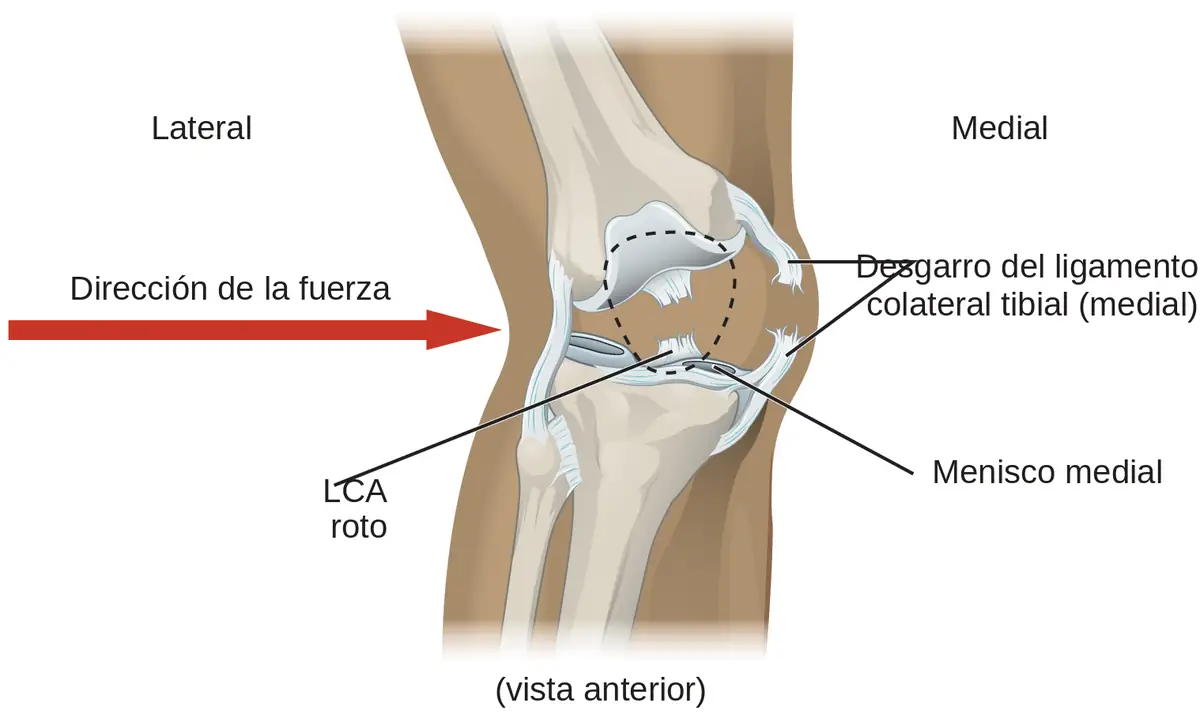 Lateral
Medial
Dirección de la fuerza
Desgarro del ligamento
colateral tibial (medial)
LCA
roto
Menisco medial
(vista anterior)